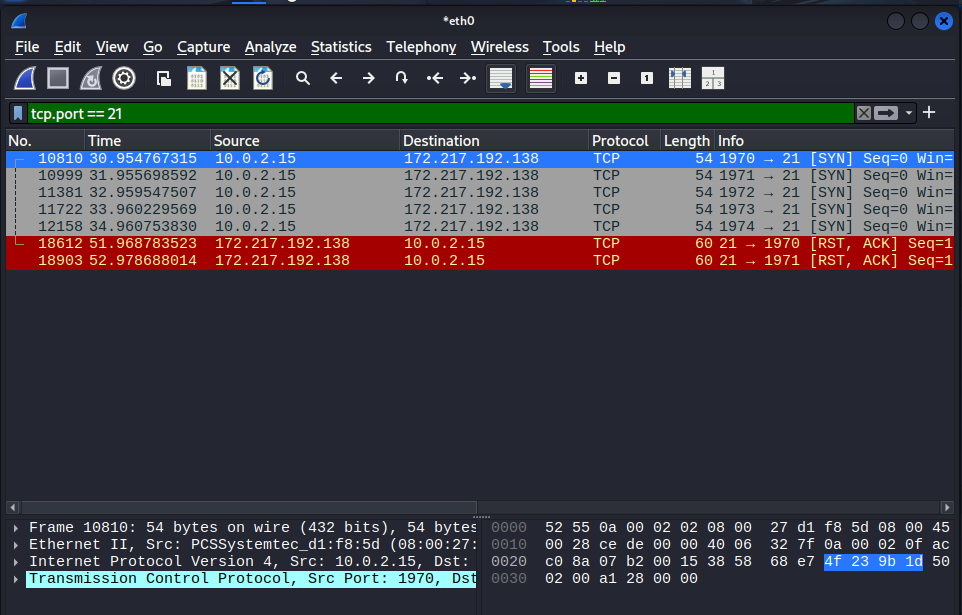 *eth0
File Edit View Go Capture Analyze Statistics Telephony Wireless Tools Help
tcp.port == 21
No. Time Source Destination Protocol Length Info
10810 30.954767315 10.0.2.15 172.217.192.138 TCP 54 1970 → 21 [SYN] Seq=0 Win=
10999 31.955698592 10.0.2.15 172.217.192.138 TCP 54 1971 → 21 [SYN] Seq=0 Win=
11381 32.959547507 10.0.2.15 172.217.192.138 TCP 54 1972 → 21 [SYN] Seq=0 Win=
11722 33.960229569 10.0.2.15 172.217.192.138 TCP 54 1973 → 21 [SYN] Seq=0 Win=
12158 34.960753830 10.0.2.15 172.217.192.138 TCP 54 1974 → 21 [SYN] Seq=0 Win=
18612 51.968783523 172.217.192.138 10.0.2.15 TCP 60 21 → 1970 [RST, ACK] Seq=1
18903 52.978688014 172.217.192.138 10.0.2.15 TCP 60 21 → 1971 [RST, ACK] Seq=1
Frame 10810: 54 bytes on wire (432 bits), 54 bytes
Ethernet II, Src: PCSSystemtec_d1:f8:5d (08:00:27:
Internet Protocol Version 4, Src: 10.0.2.15, Dst:
Transmission Control Protocol, Src Port: 1970, Dst
0000 52 55 0a 00 02 02 08 00 27 d1 f8 5d 08 00 45
0010 00 28 ce de 00 00 40 06 32 7f 0a 00 02 0f ac
0020 c0 8a 07 b2 00 15 38 58 68 e7 4f 23 9b 1d 50
0030 02 00 a1 28 00 00